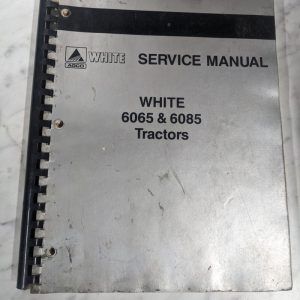 AGCO WHITE SERVICE MANUAL
WHITE
6065 & 6085
Tractors